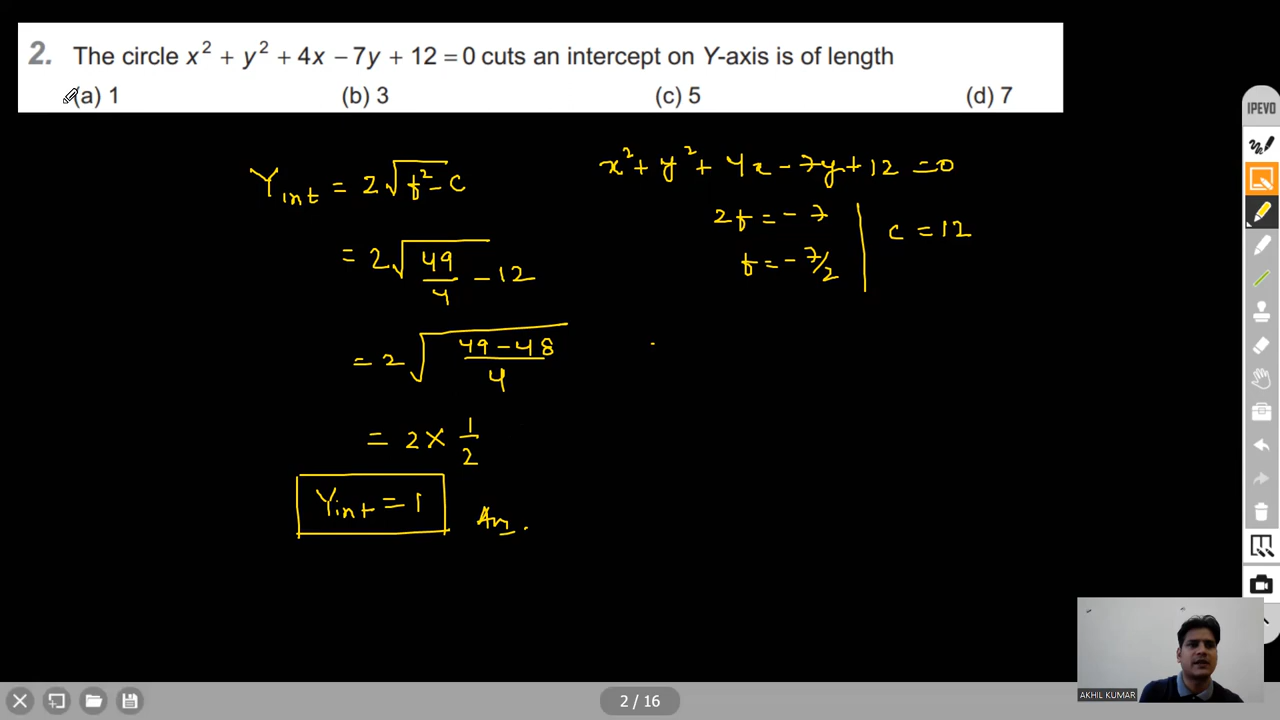 2. The circle x² + y² + 4x − 7y + 12 = 0 cuts an intercept on Y-axis is of length
(a) 1 (b) 3 (c) 5 (d) 7
Yint = 2√f² − c
= 2√49/4 − 12
= 2√(49 − 48)/4
= 2 × 1/2
Yint = 1 Ans.
x² + y² + 4x − 7y + 12 = 0
2f = − 7
f = − 7/2
c = 12
IPEVO
AKHIL KUMAR
2 / 16